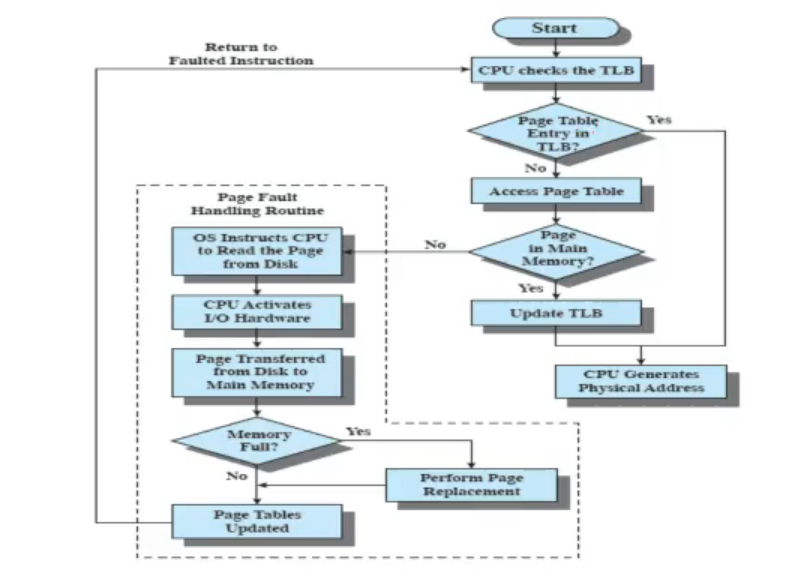 Start
Return to
Faulted Instruction
CPU checks the TLB
Page Table
Entry in
TLB?
Yes
No
Access Page Table
Page Fault
Handling Routine
OS Instructs CPU
to Read the Page
from Disk
No
Page
in Main
Memory?
Yes
CPU Activates
I/O Hardware
Update TLB
Page Transferred
from Disk to
Main Memory
CPU Generates
Physical Address
Memory
Full?
Yes
No
Perform Page
Replacement
Page Tables
Updated